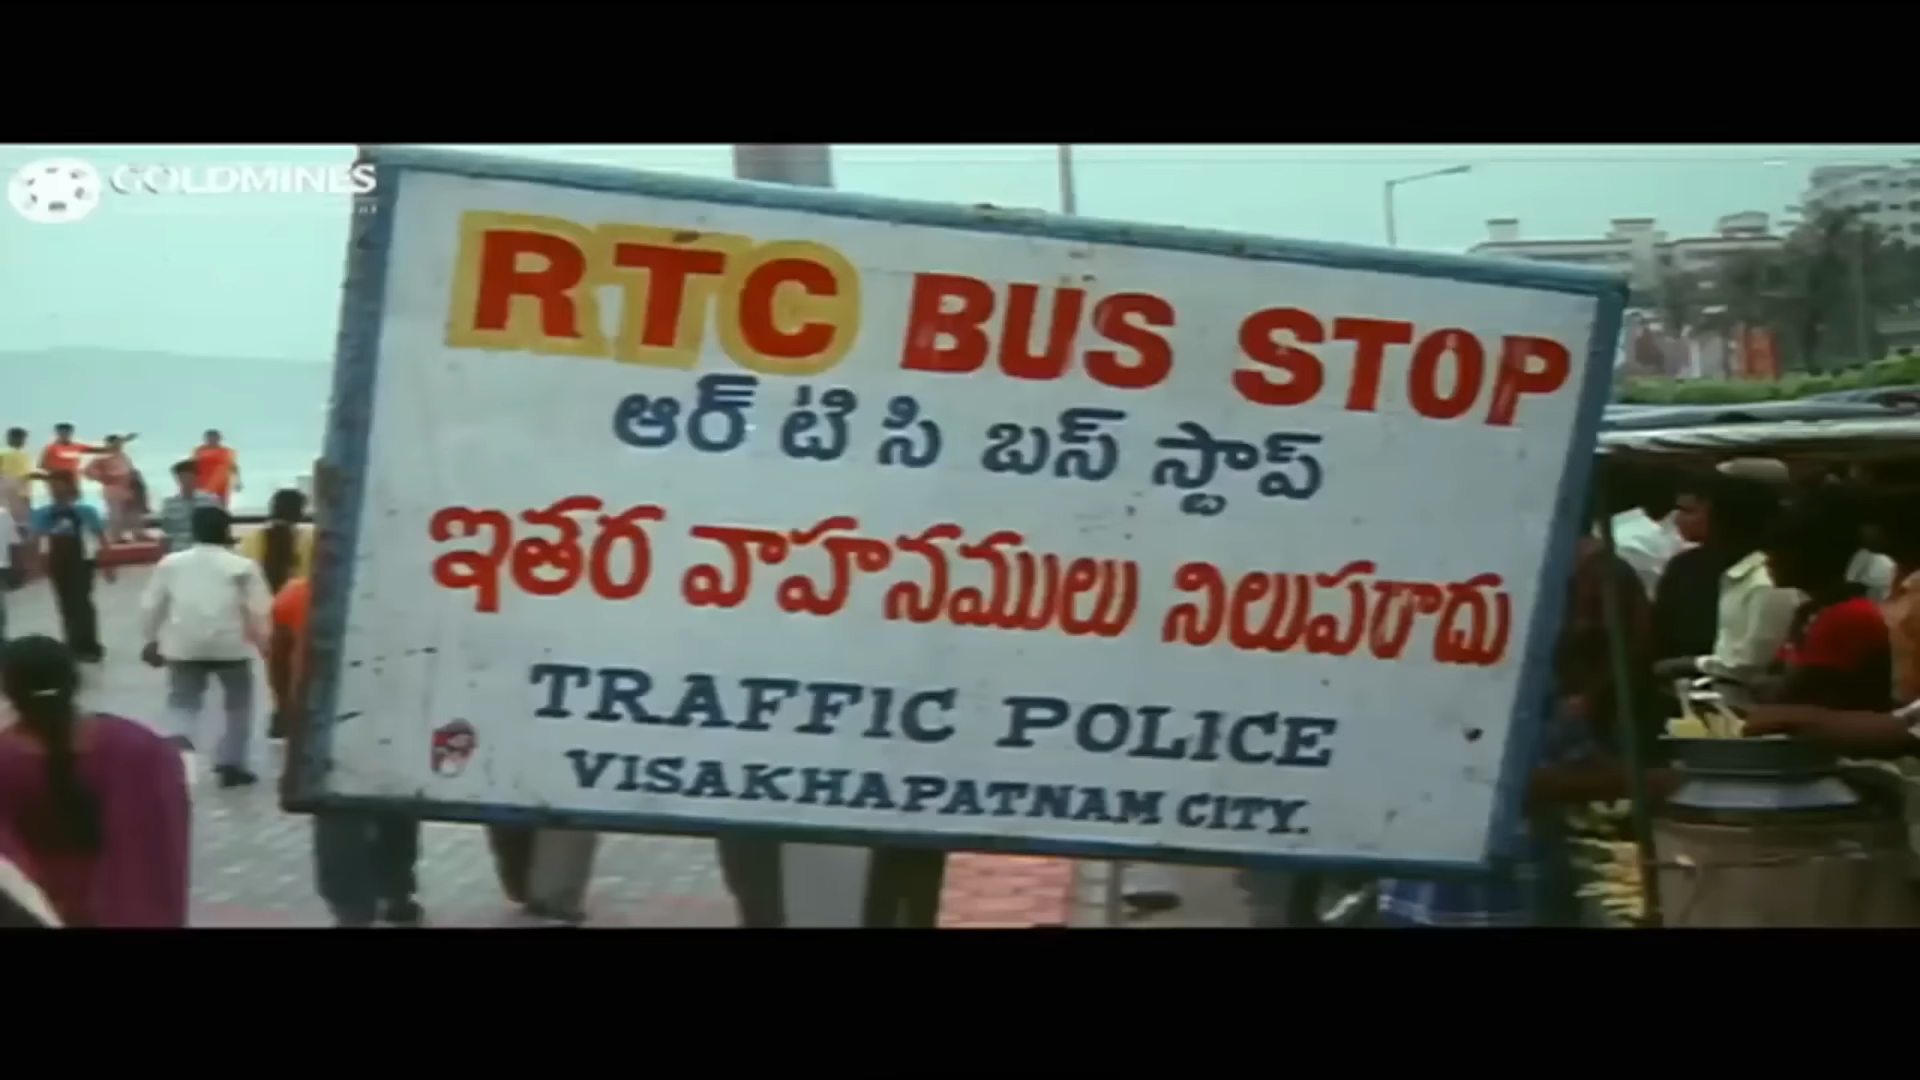 GOLDMINES
RTC BUS STOP
ఆర్ టి సి బస్ స్టాప్
ఇతర వాహనములు నిలుపరాదు
TRAFFIC POLICE
VISAKHAPATNAM CITY.